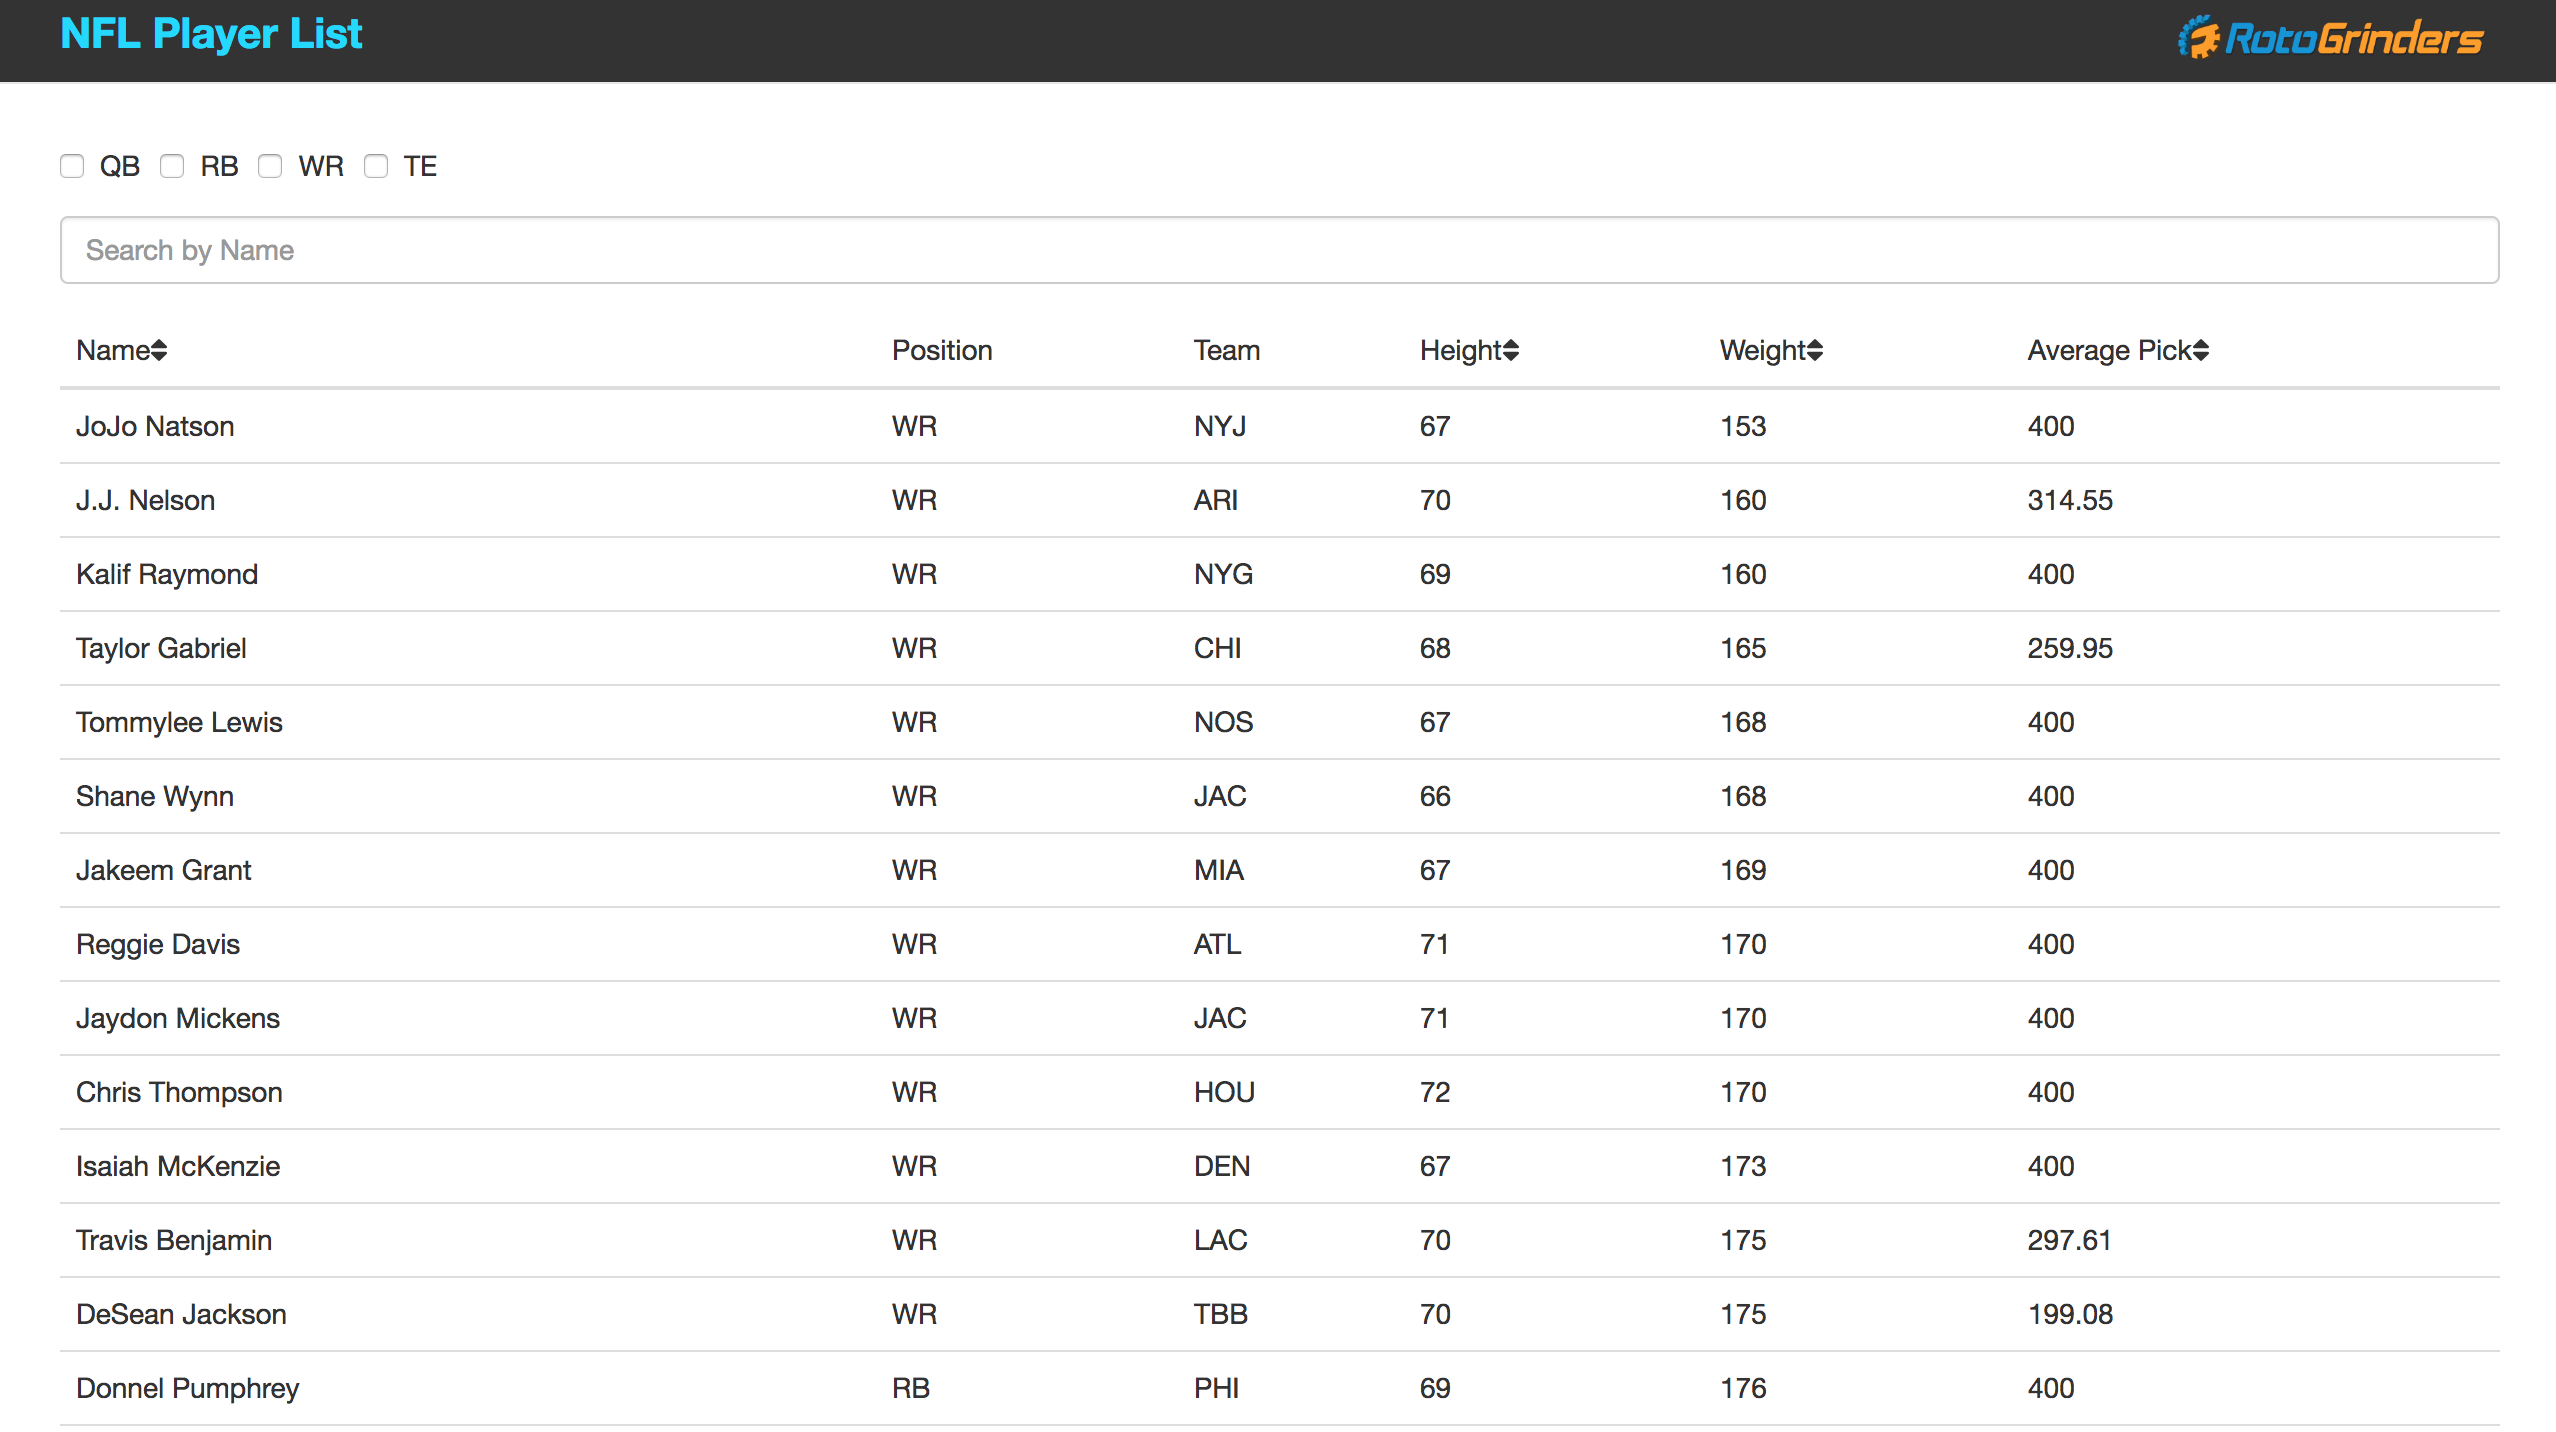 NFL Player List RotoGrinders
QB RB WR TE
Search by Name
Name Position Team Height Weight Average Pick
JoJo Natson WR NYJ 67 153 400
J.J. Nelson WR ARI 70 160 314.55
Kalif Raymond WR NYG 69 160 400
Taylor Gabriel WR CHI 68 165 259.95
Tommylee Lewis WR NOS 67 168 400
Shane Wynn WR JAC 66 168 400
Jakeem Grant WR MIA 67 169 400
Reggie Davis WR ATL 71 170 400
Jaydon Mickens WR JAC 71 170 400
Chris Thompson WR HOU 72 170 400
Isaiah McKenzie WR DEN 67 173 400
Travis Benjamin WR LAC 70 175 297.61
DeSean Jackson WR TBB 70 175 199.08
Donnel Pumphrey RB PHI 69 176 400